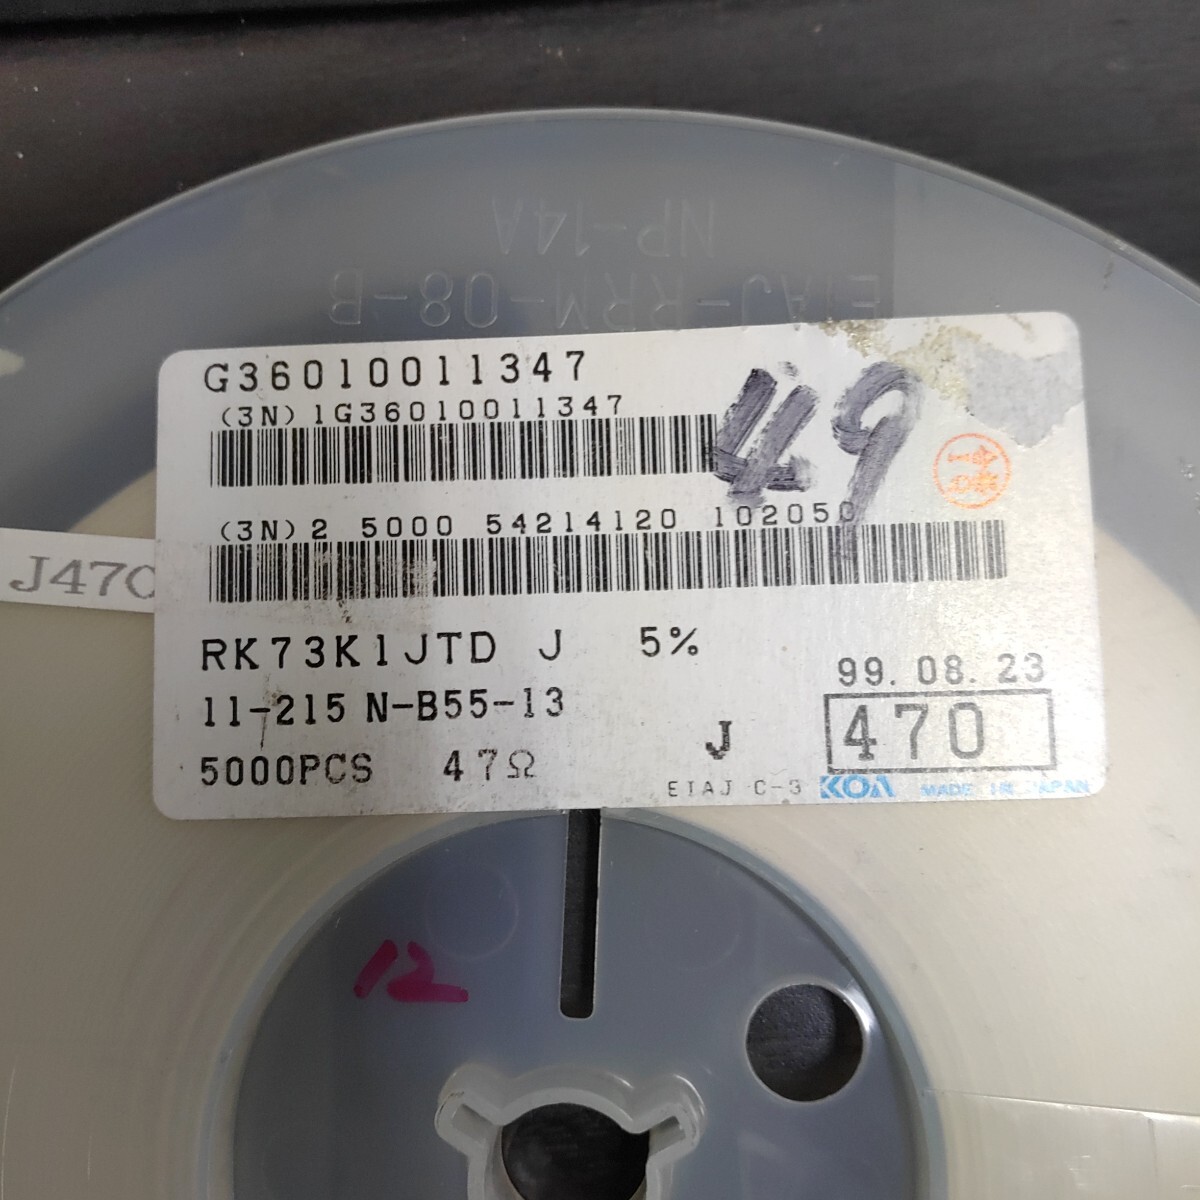 NP-14A
EIAJ-RRM-08-B
G36010011347
(3N) 1G36010011347
49
(3N) 2 5000 54214120 102050
J470
RK73K1JTD J 5%
99.08.23
11-215 N-B55-13
470
5000PCS 47Ω
J
EIAJ C-3 KOA MADE IN JAPAN
12